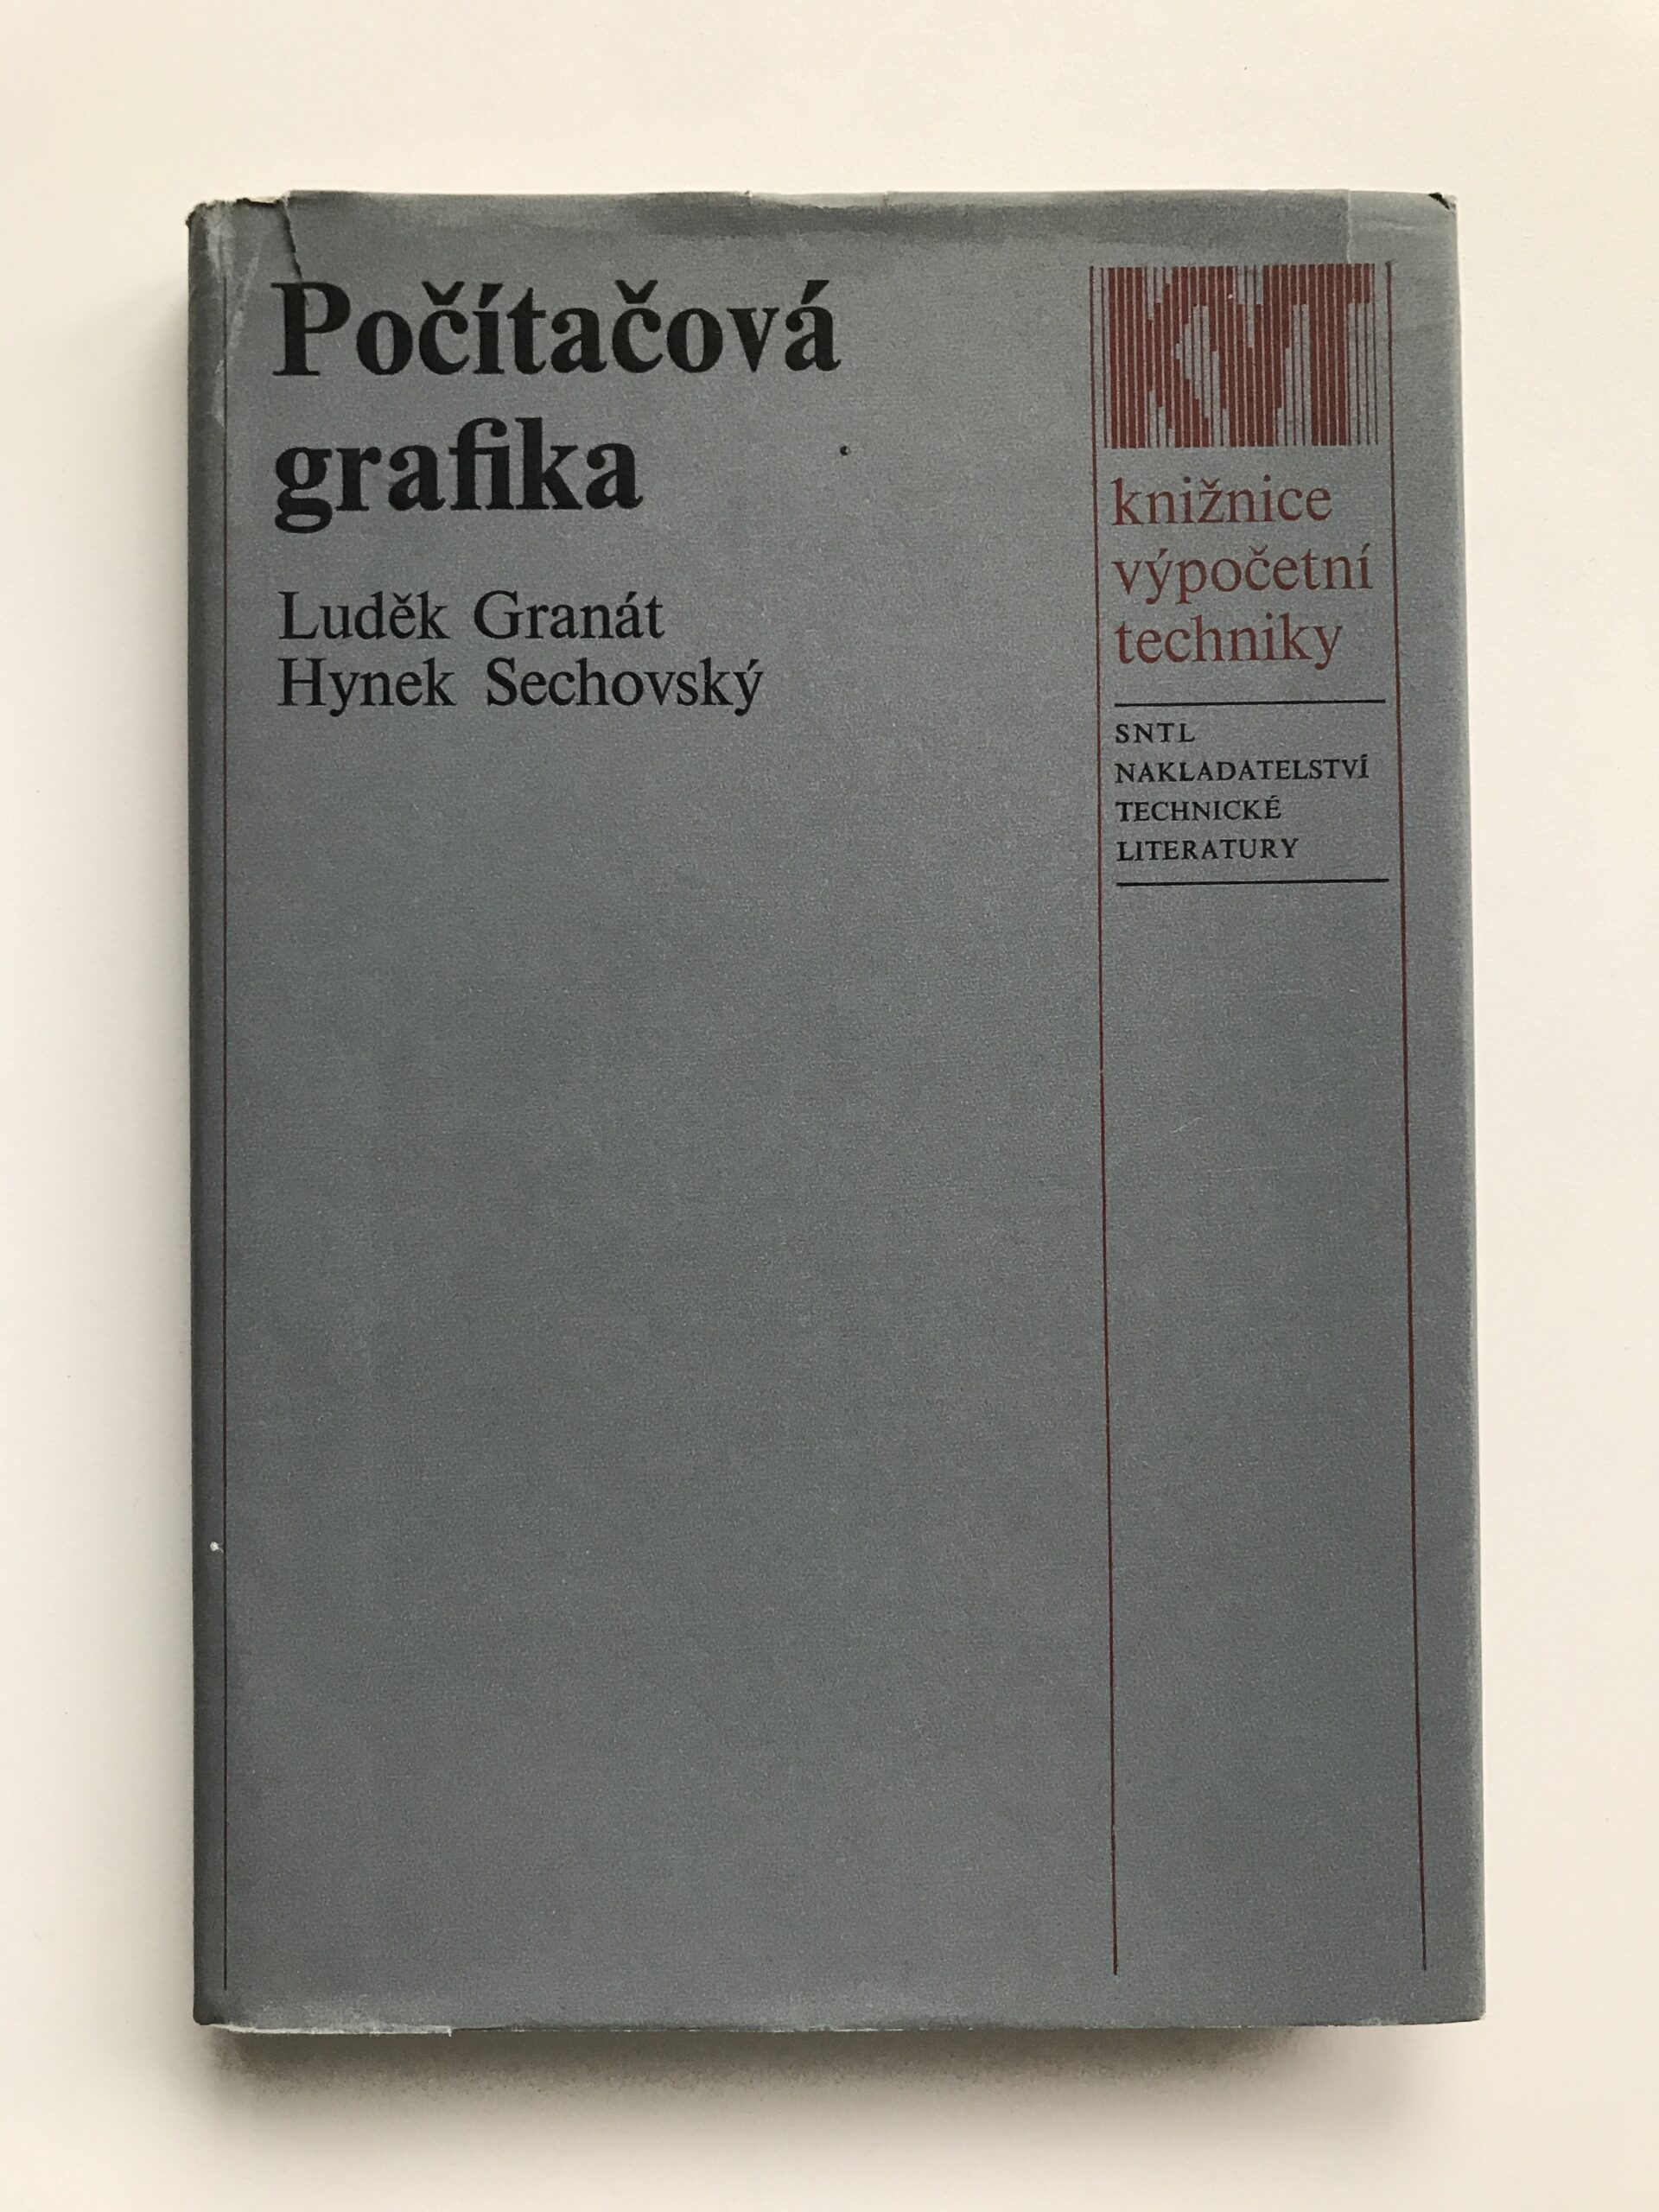 Počítačová
grafika
Luděk Granát
Hynek Sechovský
KVT
knižnice
výpočetní
techniky
SNTL
NAKLADATELSTVÍ
TECHNICKÉ
LITERATURY